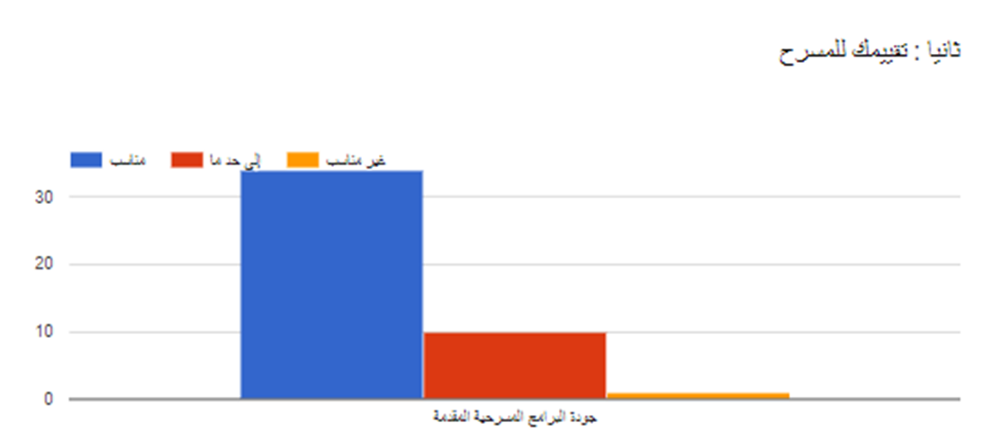 ثانيا : تقييمك للمسرح
مناسب إلى حد ما غير مناسب
30
20
10
0
جودة البرامج المسرحية المقدمة